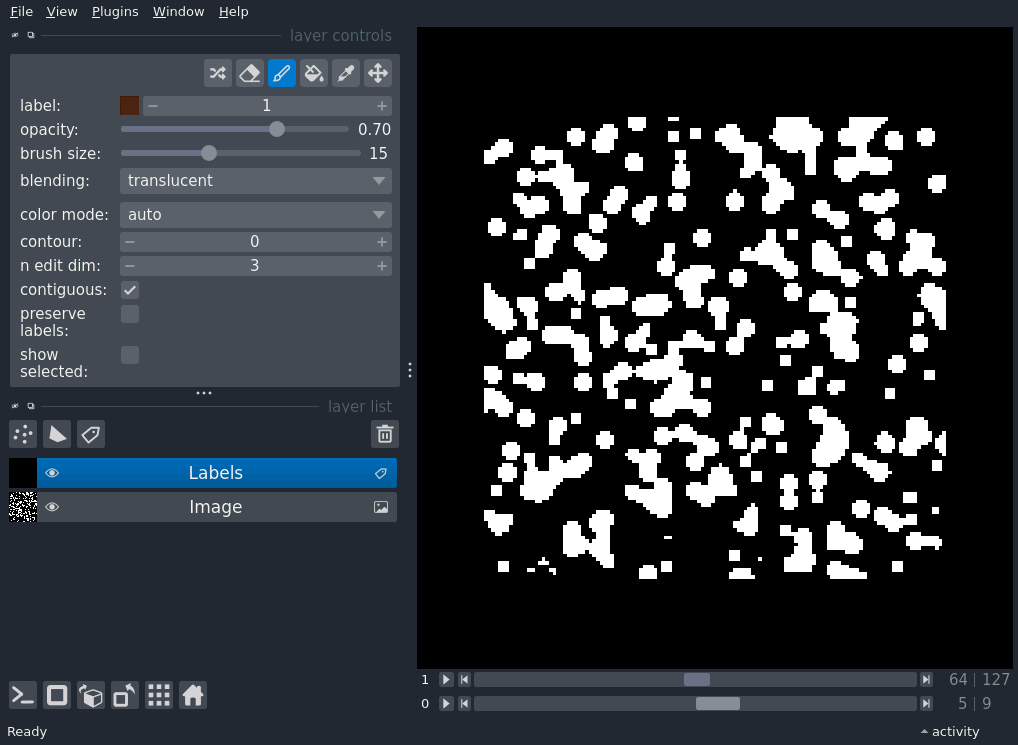 File View Plugins Window Help
layer controls
label: 1
opacity: 0.70
brush size: 15
blending: translucent
color mode: auto
contour: 0
n edit dim: 3
contiguous:
preserve
labels:
show
selected:
layer list
Labels
Image
1 64 | 127
0 5 | 9
Ready activity